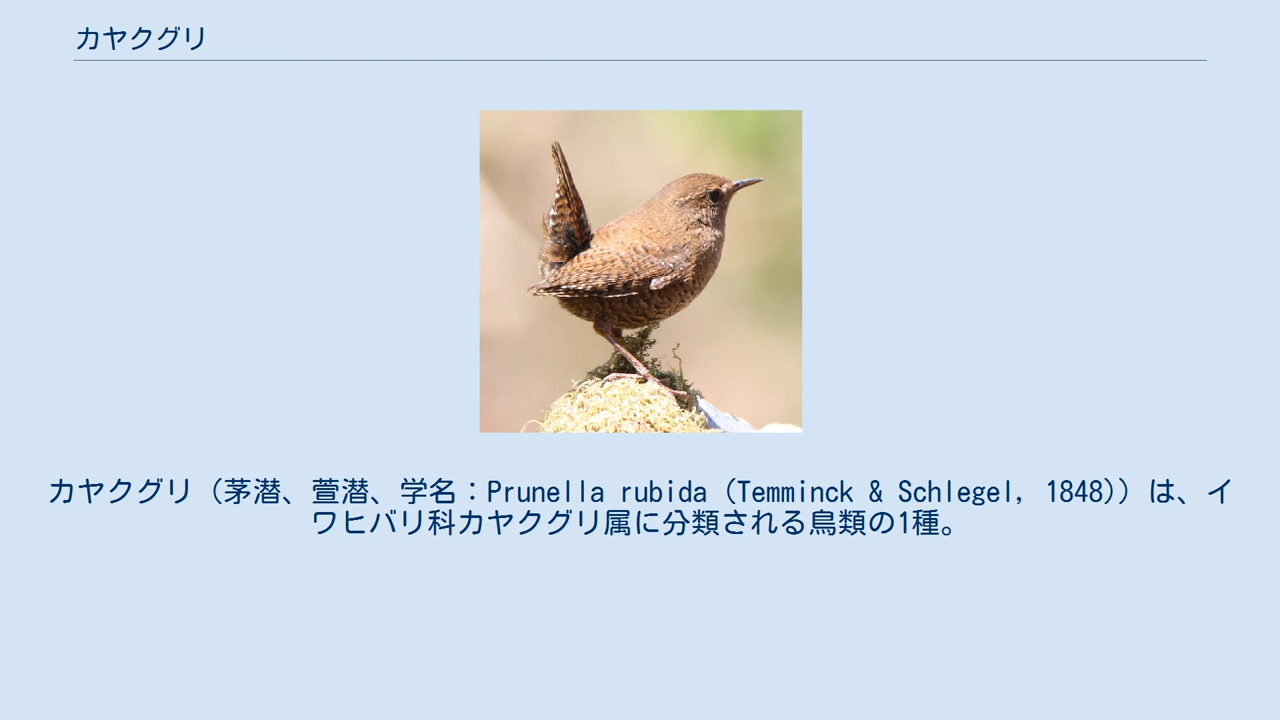 カヤクグリ
カヤクグリ（茅潜、萱潜、学名：Prunella rubida (Temminck & Schlegel, 1848)）は、イ
ワヒバリ科カヤクグリ属に分類される鳥類の1種。